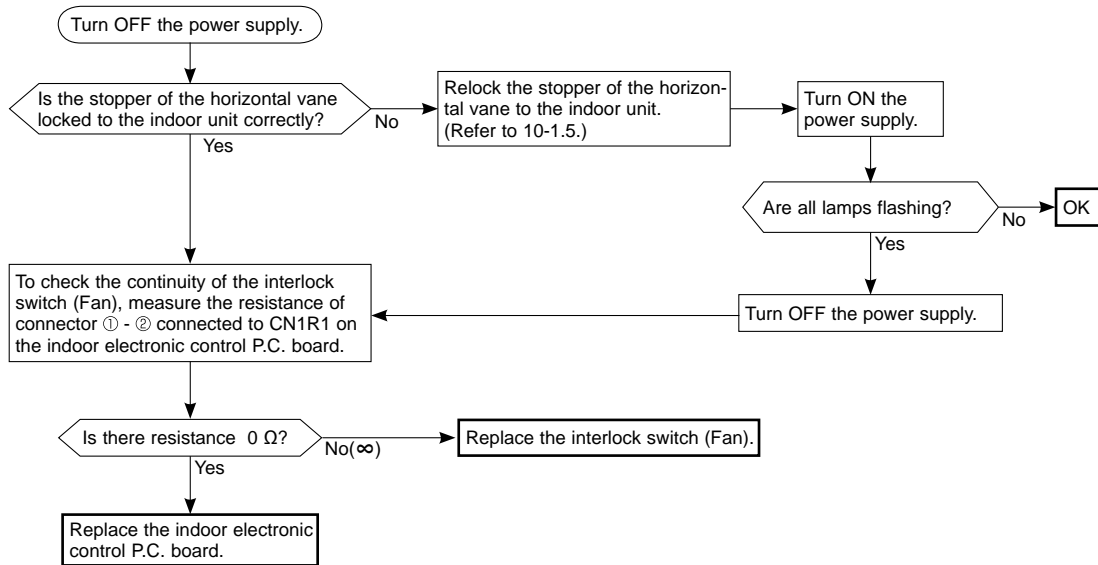 Turn OFF the power supply.
Is the stopper of the horizontal vane
locked to the indoor unit correctly?
No
Yes
Relock the stopper of the horizon-
tal vane to the indoor unit.
(Refer to 10-1.5.)
Turn ON the
power supply.
Are all lamps flashing?
No
OK
Yes
Turn OFF the power supply.
To check the continuity of the interlock
switch (Fan), measure the resistance of
connector ① - ② connected to CN1R1 on
the indoor electronic control P.C. board.
Is there resistance 0 Ω?
No(∞)
Replace the interlock switch (Fan).
Yes
Replace the indoor electronic
control P.C. board.